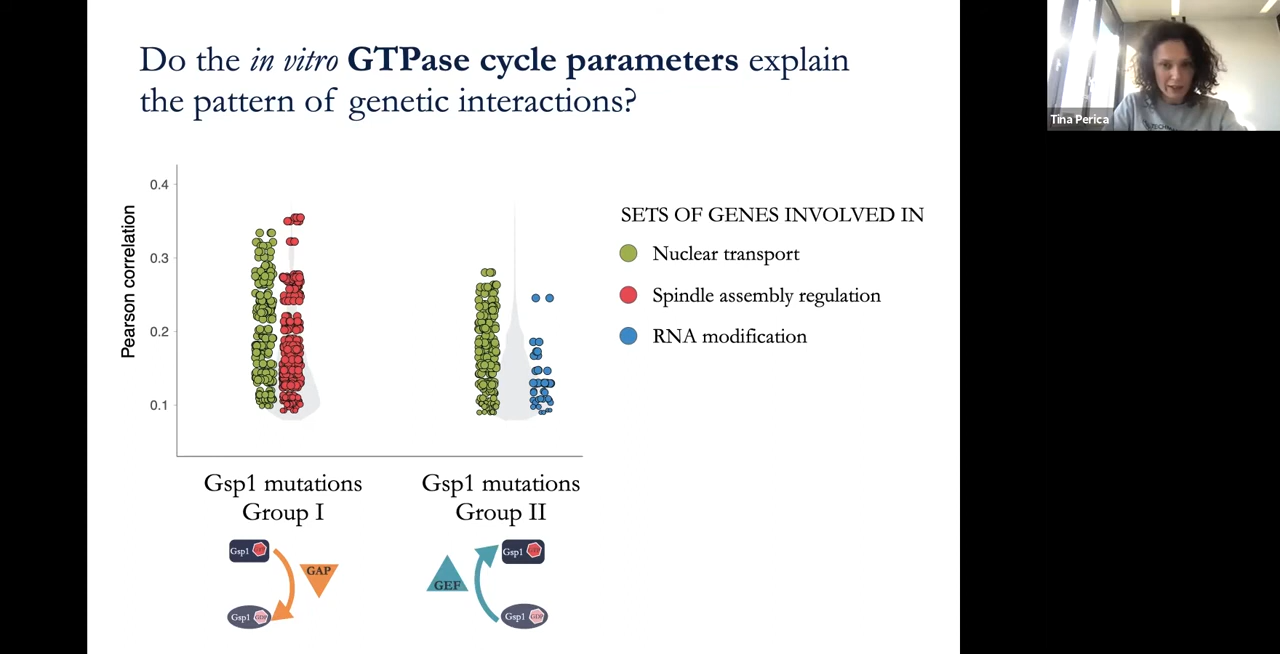 Do the in vitro GTPase cycle parameters explain
the pattern of genetic interactions?
Tina Perica
Pearson correlation
0.4
0.3
0.2
0.1
SETS OF GENES INVOLVED IN
Nuclear transport
Spindle assembly regulation
RNA modification
Gsp1 mutations
Group I
Gsp1 mutations
Group II
Gsp1
GAP
Gsp1
GDP
Gsp1
GEF
Gsp1
GDP